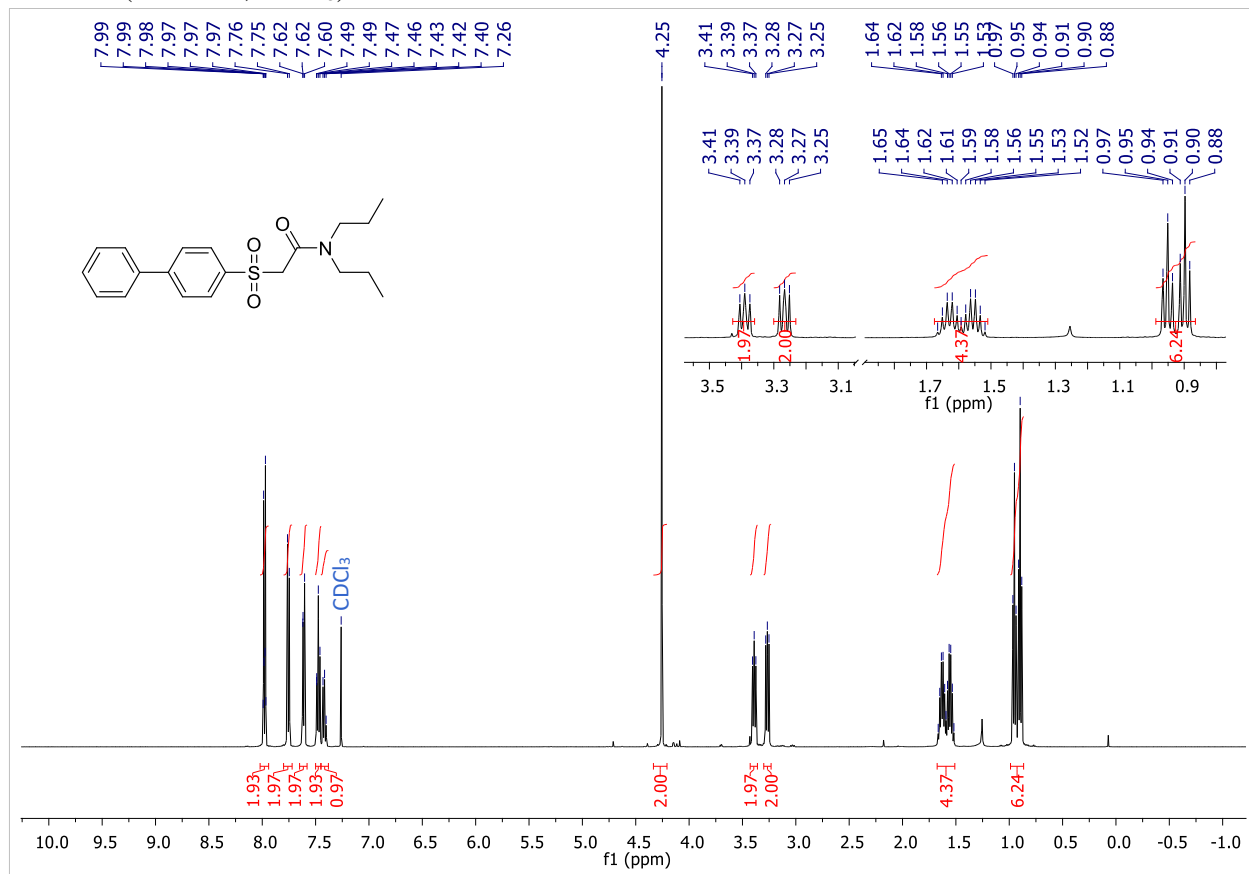 7.99 7.99 7.98 7.97 7.97 7.97 7.76 7.75 7.62 7.62 7.60 7.49 7.49 7.47 7.46 7.43 7.42 7.40 7.26
4.25
3.41 3.39 3.37 3.28 3.27 3.25
1.64 1.62 1.58 1.56 1.55 1.53 0.97 0.95 0.94 0.91 0.90 0.88
3.41 3.39 3.37 3.28 3.27 3.25
1.65 1.64 1.62 1.61 1.59 1.58 1.56 1.55 1.53 1.52 0.97 0.95 0.94 0.91 0.90 0.88
O
O
N
S
O
1.97 2.00 4.37 6.24
3.5 3.3 3.1 1.7 1.5 1.3 1.1 0.9
f1 (ppm)
CDCl3
1.93 1.97 1.97 1.93 0.97 2.00 1.97 2.00 4.37 6.24
10.0 9.5 9.0 8.5 8.0 7.5 7.0 6.5 6.0 5.5 5.0 4.5 4.0 3.5 3.0 2.5 2.0 1.5 1.0 0.5 0.0 -0.5 -1.0
f1 (ppm)